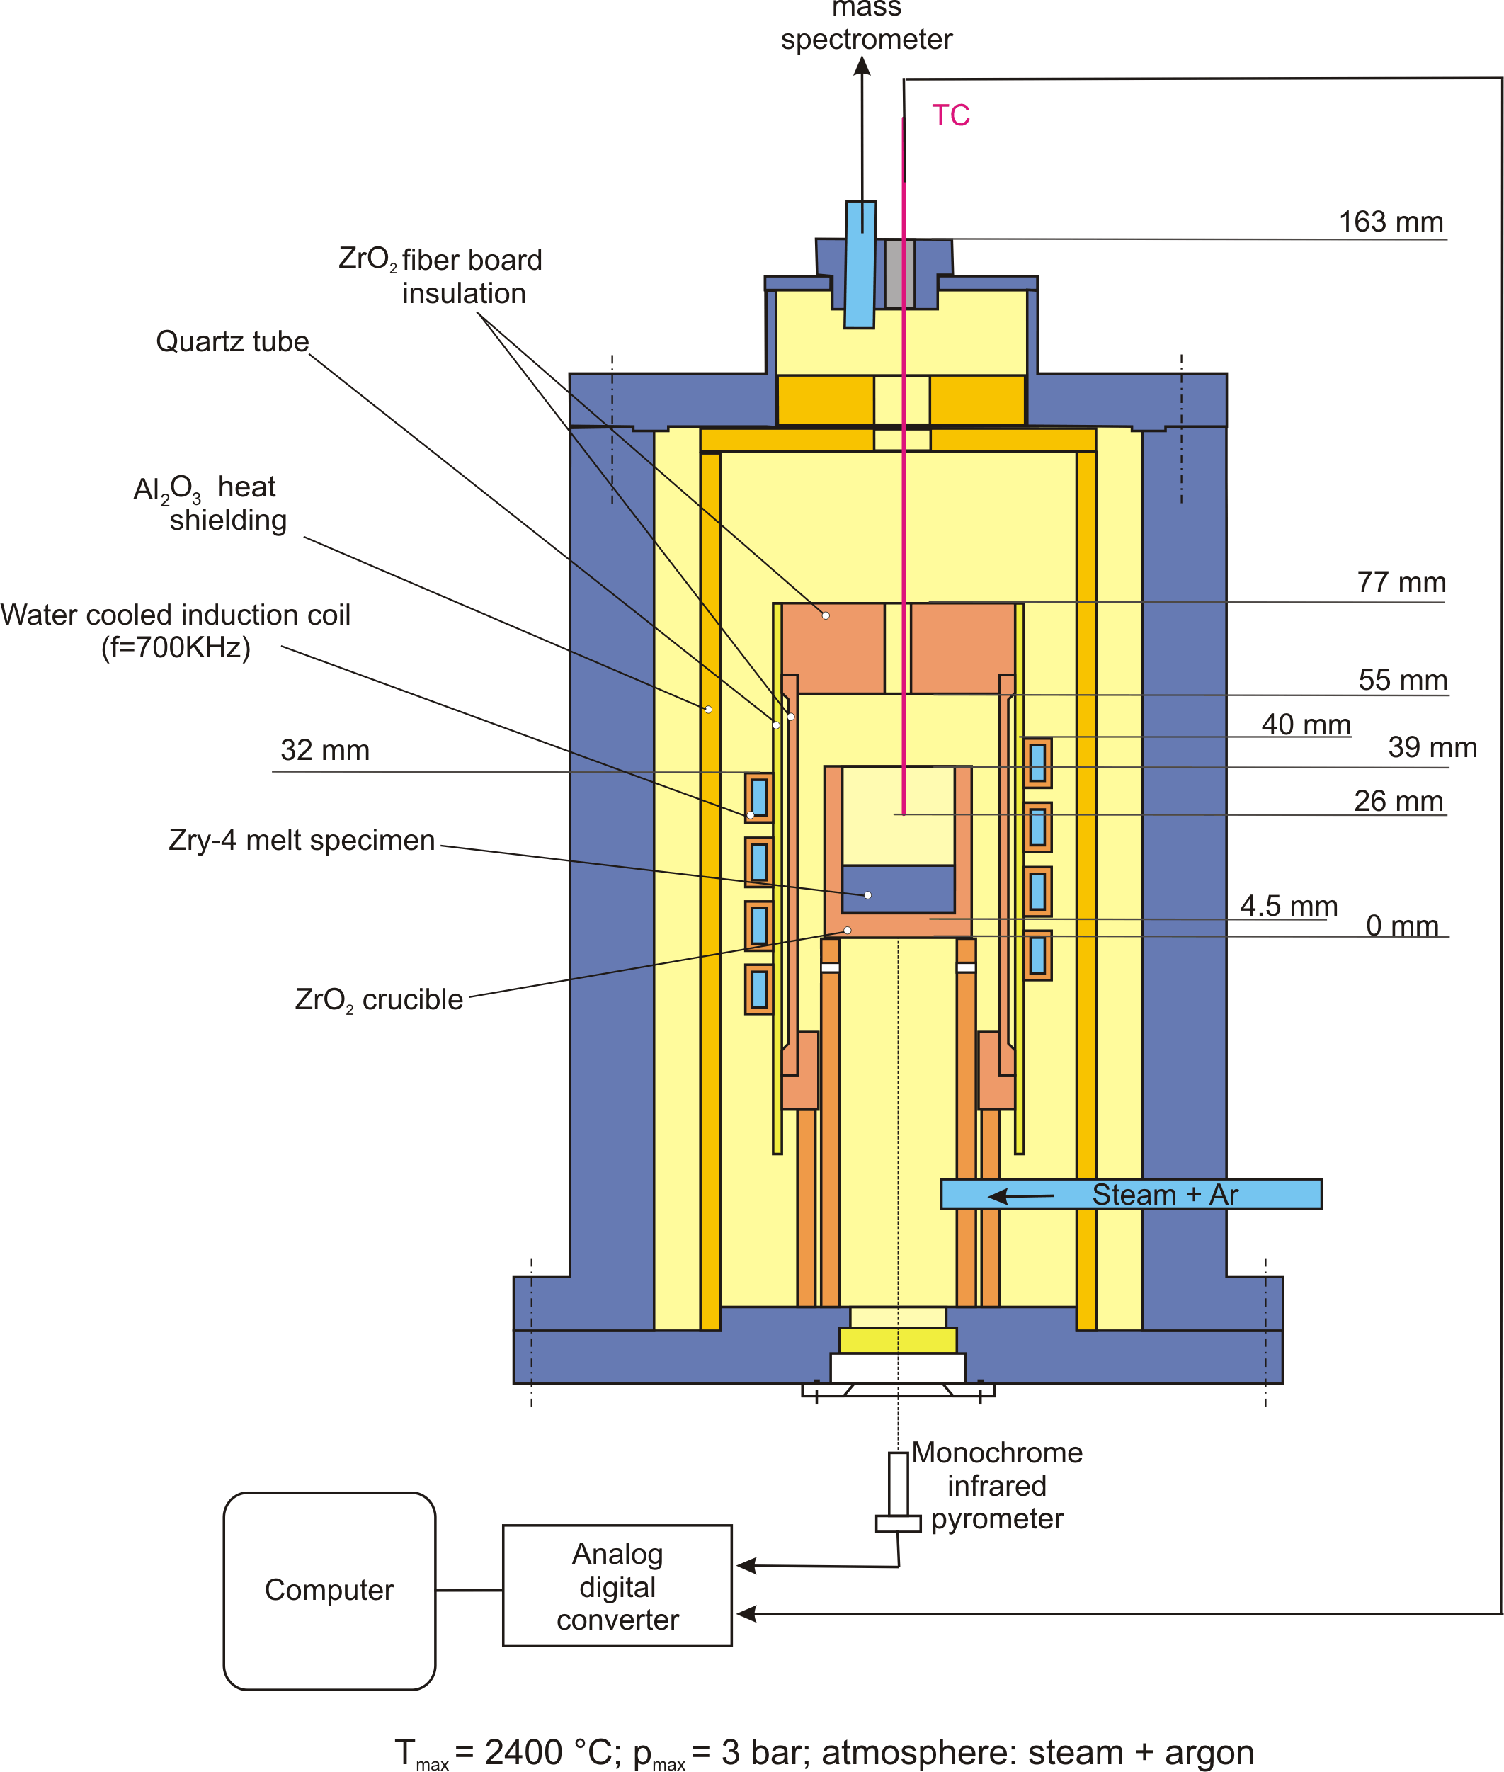 mass
spectrometer
TC
163 mm
ZrO₂ fiber board
insulation
Quartz tube
Al₂O₃ heat
shielding
77 mm
Water cooled induction coil
(f=700KHz)
55 mm
40 mm
32 mm
39 mm
26 mm
Zry-4 melt specimen
4.5 mm
0 mm
ZrO₂ crucible
Steam + Ar
Monochrome
infrared
pyrometer
Analog
digital
converter
Computer
Tmax = 2400 °C; pmax = 3 bar; atmosphere: steam + argon